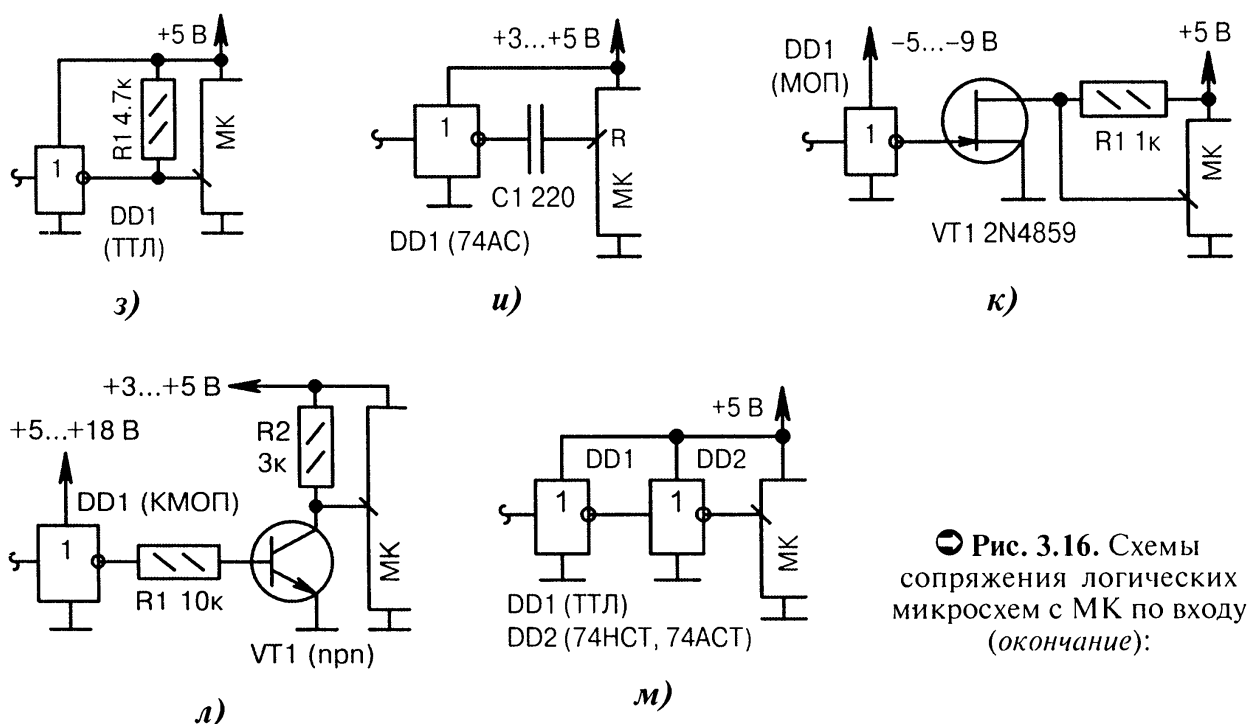 +5 В
R1 4.7к
МК
1
DD1
(ТТЛ)
з)
+3...+5 В
1
R
МК
C1 220
DD1 (74AC)
и)
DD1
(МОП)
–5...–9 В
+5 В
1
R1 1к
МК
VT1 2N4859
к)
+3...+5 В
+5...+18 В
R2
3к
DD1 (КМОП)
1
МК
R1 10к
VT1 (npn)
л)
+5 В
DD1
DD2
1
1
МК
DD1 (ТТЛ)
DD2 (74HCT, 74ACT)
м)
Рис. 3.16. Схемы
сопряжения логических
микросхем с МК по входу
(окончание):